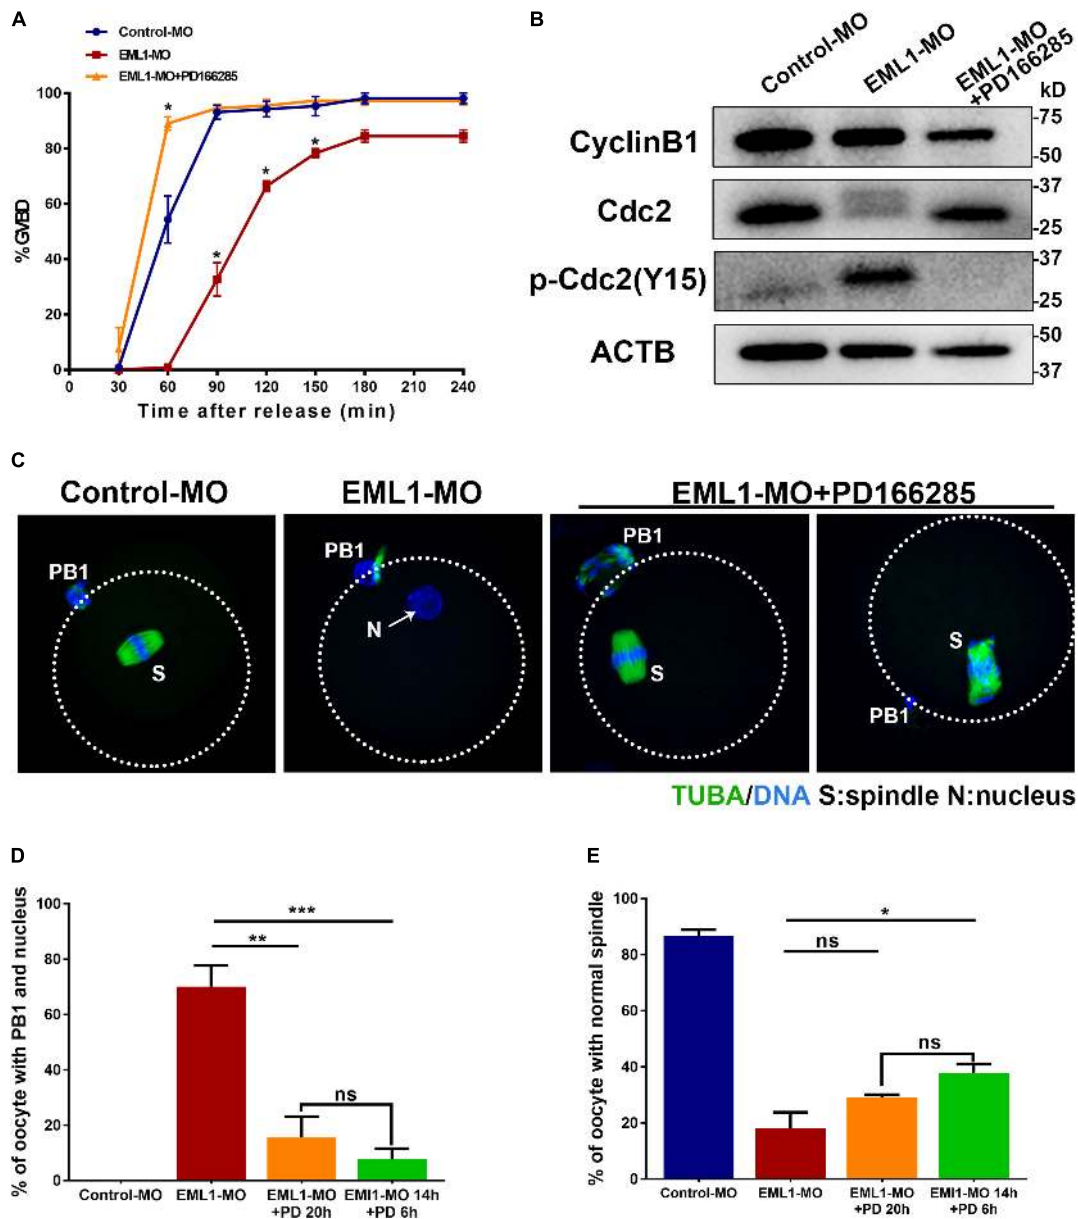 A
Control-MO
EML1-MO
EML1-MO+PD166285
100
80
60
40
20
0
%GVBD
0 30 60 90 120 150 180 210 240
Time after release (min)
* * * * *
B
Control-MO
EML1-MO
EML1-MO
+PD166285
kD
CyclinB1
-75
-50
Cdc2
-37
-25
p-Cdc2(Y15)
-37
-25
ACTB
-50
-37
C
Control-MO
EML1-MO
EML1-MO+PD166285
PB1
S
PB1
N
PB1
S
S
PB1
TUBA/DNA S:spindle N:nucleus
D
% of oocyte with PB1 and nucleus
100
80
60
40
20
0
***
**
ns
Control-MO
EML1-MO
EML1-MO
+PD 20h
EMI1-MO 14h
+PD 6h
E
% of oocyte with normal spindle
100
80
60
40
20
0
*
ns
ns
Control-MO
EML1-MO
EML1-MO
+PD 20h
EMI1-MO 14h
+PD 6h